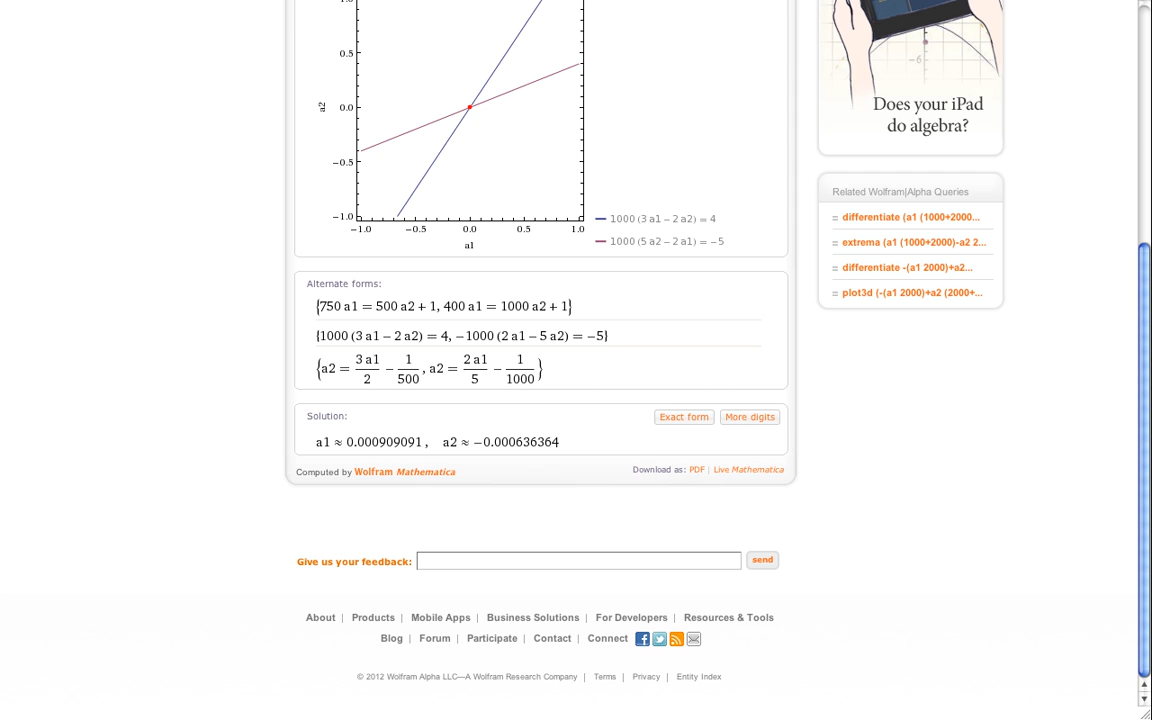 1.0
0.5
a2
0.0
−0.5
−1.0
−1.0 −0.5 0.0 0.5 1.0
a1
1000 (3 a1 − 2 a2) = 4
1000 (5 a2 − 2 a1) = −5
Alternate forms:
{750 a1 = 500 a2 + 1, 400 a1 = 1000 a2 + 1}
{1000 (3 a1 − 2 a2) = 4, −1000 (2 a1 − 5 a2) = −5}
{a2 = 3 a1/2 − 1/500, a2 = 2 a1/5 − 1/1000}
Solution:
Exact form More digits
a1 ≈ 0.000909091, a2 ≈ −0.000636364
Computed by Wolfram Mathematica
Download as: PDF | Live Mathematica
−6
Does your iPad
do algebra?
Related Wolfram|Alpha Queries
= differentiate (a1 (1000+2000...
= extrema (a1 (1000+2000)-a2 2...
= differentiate -(a1 2000)+a2...
= plot3d (-(a1 2000)+a2 (2000+...
Give us your feedback: send
About | Products | Mobile Apps | Business Solutions | For Developers | Resources & Tools
Blog | Forum | Participate | Contact | Connect
© 2012 Wolfram Alpha LLC—A Wolfram Research Company | Terms | Privacy | Entity Index